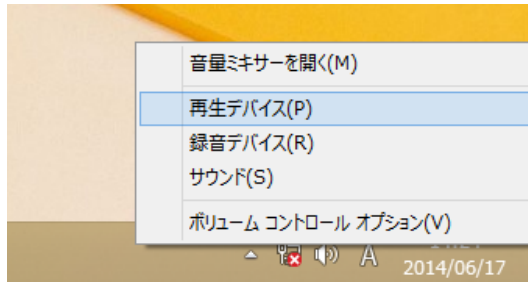 音量ミキサーを開く(M)
再生デバイス(P)
録音デバイス(R)
サウンド(S)
ボリューム コントロール オプション(V)
A
2014/06/17